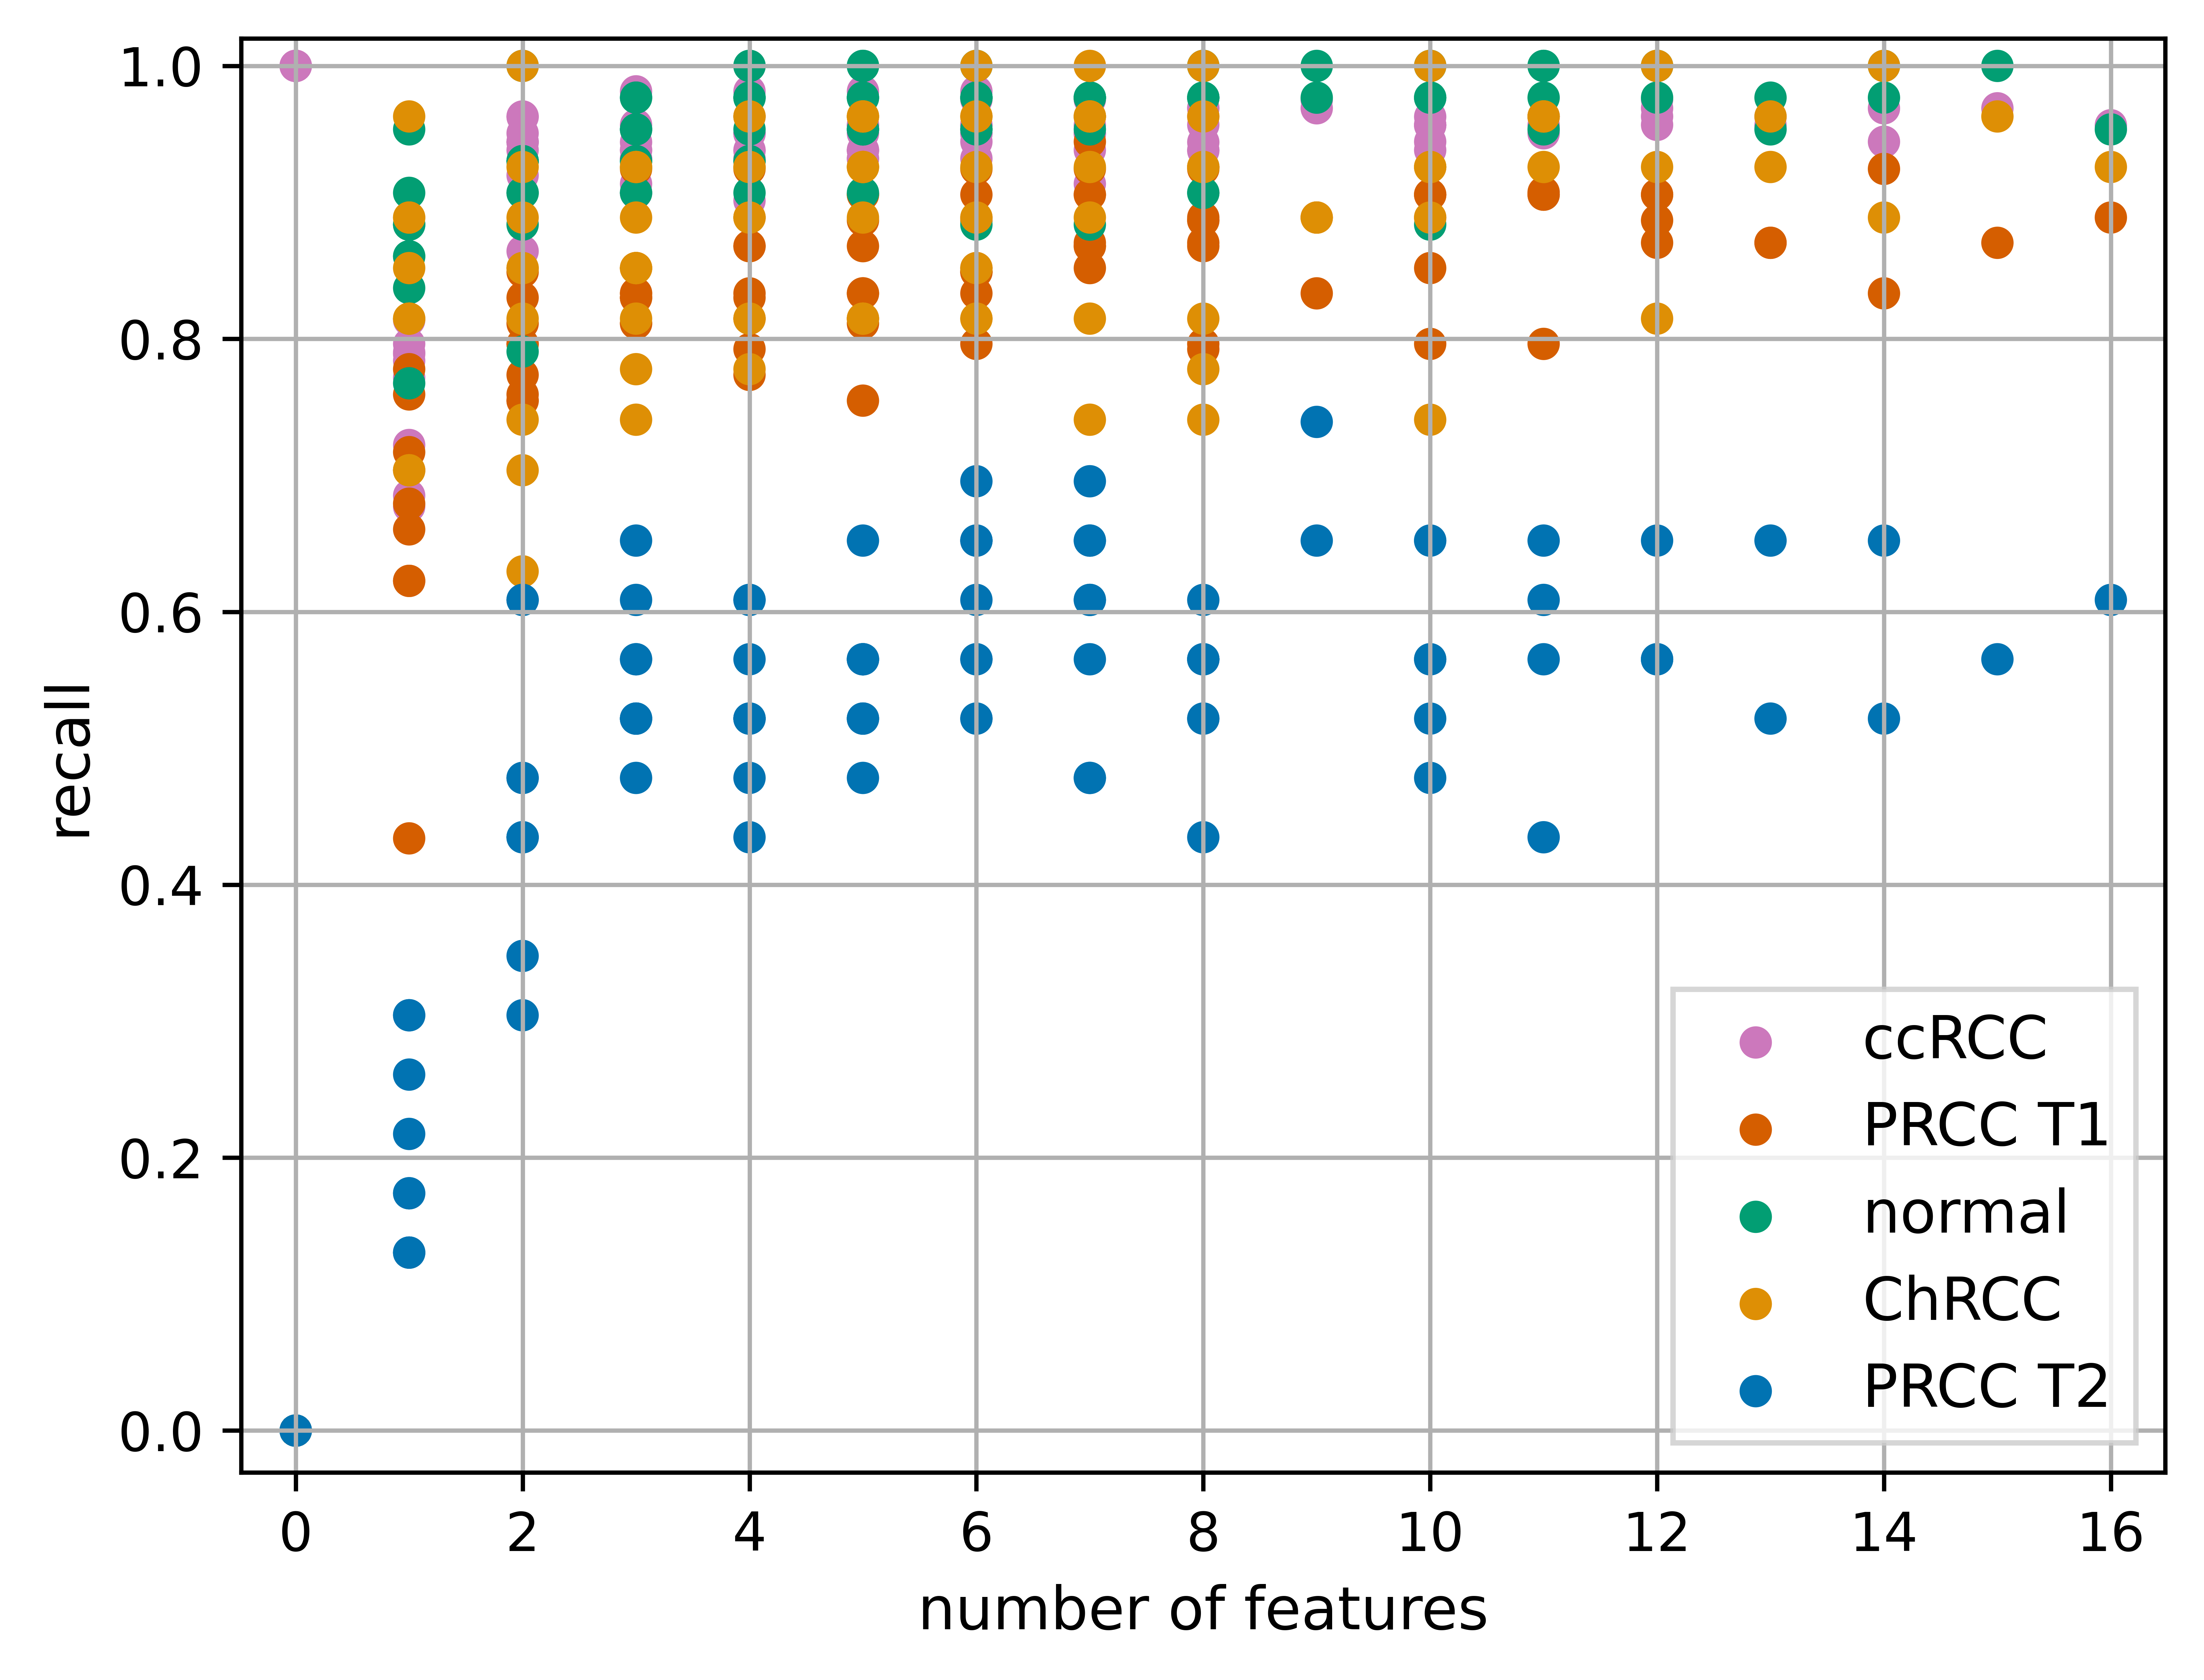 1.0
0.8
0.6
0.4
0.2
0.0
recall
0 2 4 6 8 10 12 14 16
number of features
ccRCC
PRCC T1
normal
ChRCC
PRCC T2